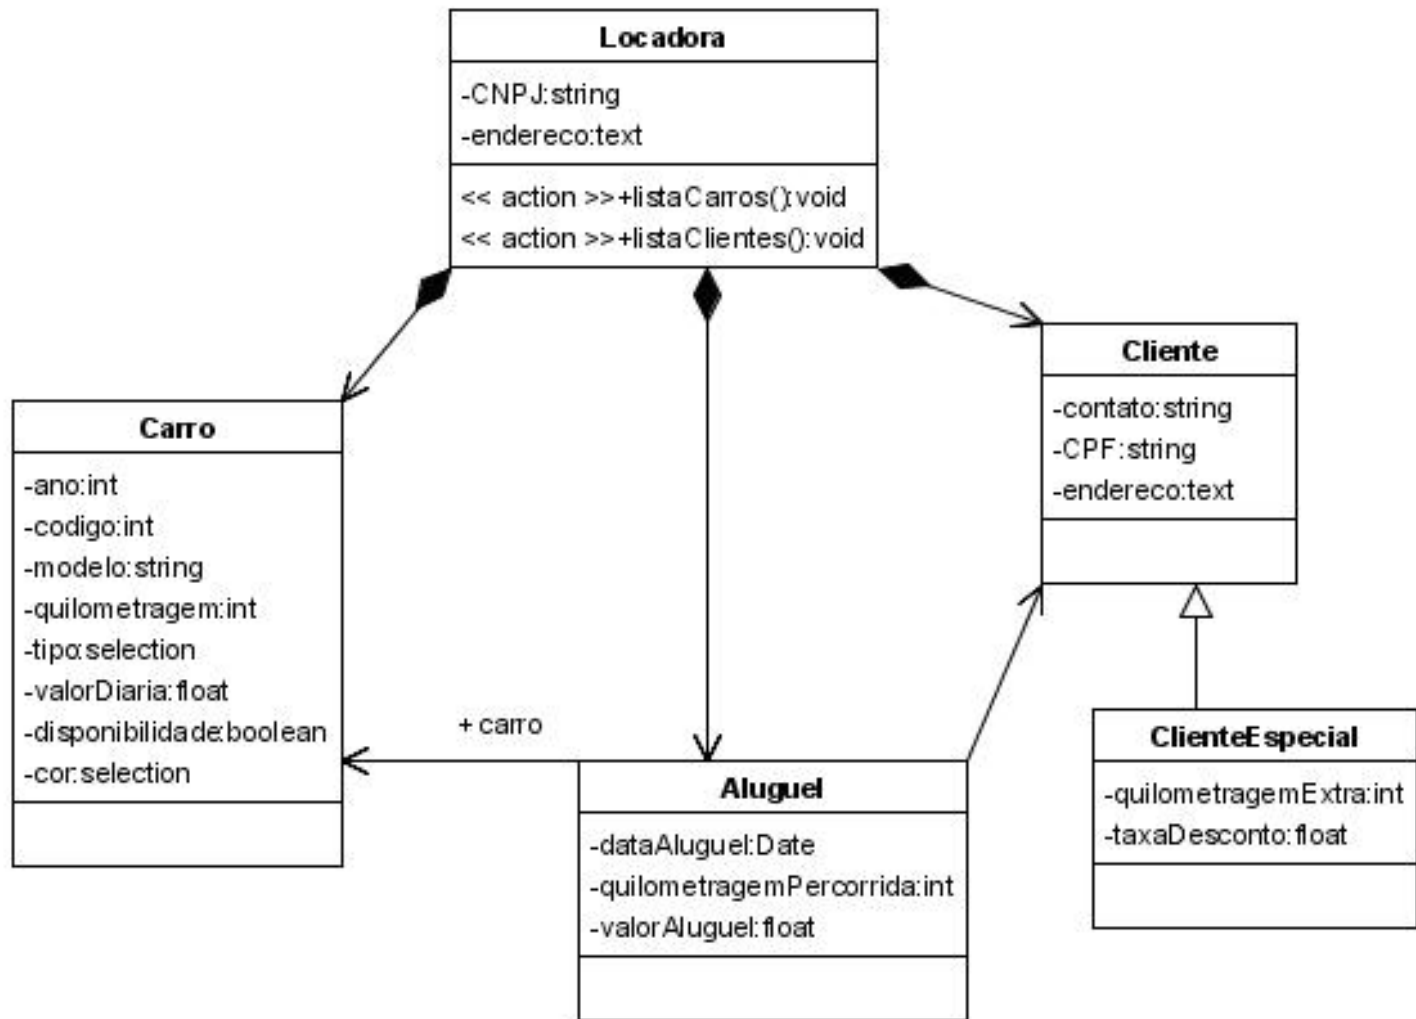 Locadora
-CNPJ:string
-endereco:text
<< action >>+listaCarros():void
<< action >>+listaClientes():void
Cliente
-contato:string
-CPF:string
-endereco:text
Carro
-ano:int
-codigo:int
-modelo:string
-quilometragem:int
-tipo:selection
-valorDiaria:float
-disponibilidade:boolean
-cor:selection
+ carro
Aluguel
-dataAluguel:Date
-quilometragemPercorrida:int
-valorAluguel:float
ClienteEspecial
-quilometragemExtra:int
-taxaDesconto:float